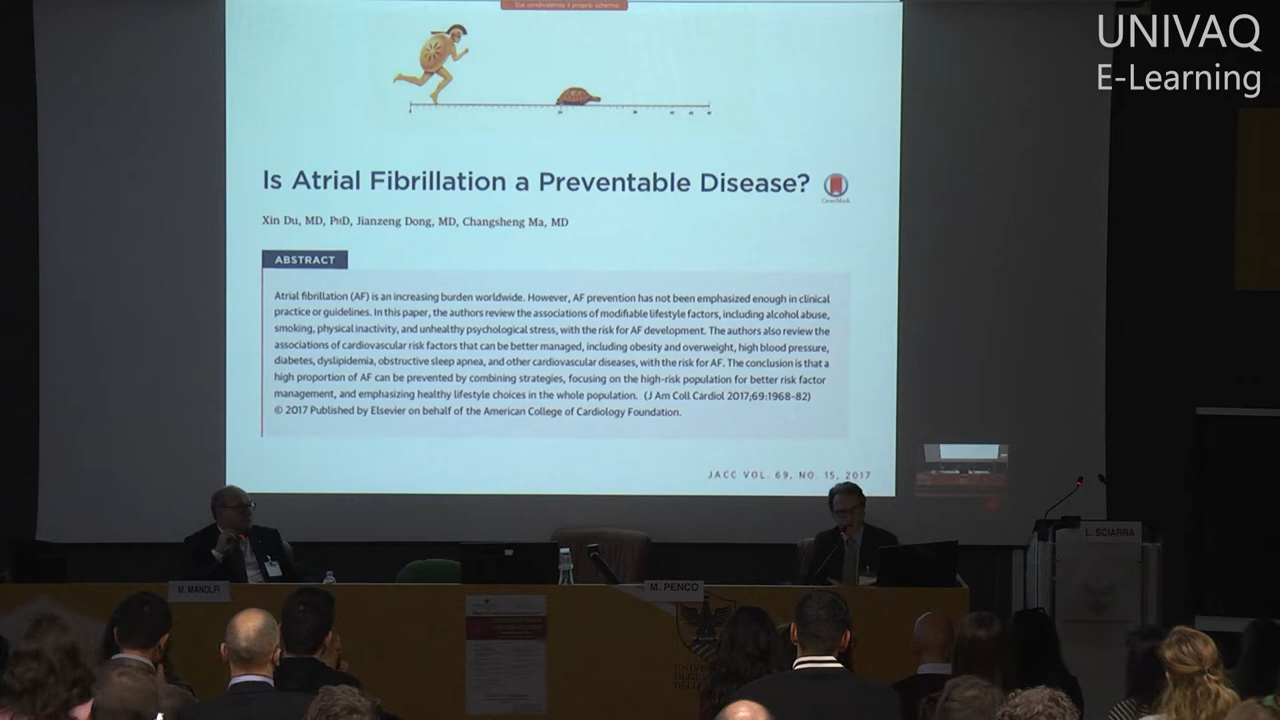 Stai condividendo il proprio schermo
UNIVAQ
E-Learning
Is Atrial Fibrillation a Preventable Disease?
CrossMark
Xin Du, MD, PHD, Jianzeng Dong, MD, Changsheng Ma, MD
ABSTRACT
Atrial fibrillation (AF) is an increasing burden worldwide. However, AF prevention has not been emphasized enough in clinical
practice or guidelines. In this paper, the authors review the associations of modifiable lifestyle factors, including alcohol abuse,
smoking, physical inactivity, and unhealthy psychological stress, with the risk for AF development. The authors also review the
associations of cardiovascular risk factors that can be better managed, including obesity and overweight, high blood pressure,
diabetes, dyslipidemia, obstructive sleep apnea, and other cardiovascular diseases, with the risk for AF. The conclusion is that a
high proportion of AF can be prevented by combining strategies, focusing on the high-risk population for better risk factor
management, and emphasizing healthy lifestyle choices in the whole population. (J Am Coll Cardiol 2017;69:1968-82)
© 2017 Published by Elsevier on behalf of the American College of Cardiology Foundation.
JACC VOL. 69, NO. 15, 2017
L. SCIARRA
M. MANOLFI
M. PENCO